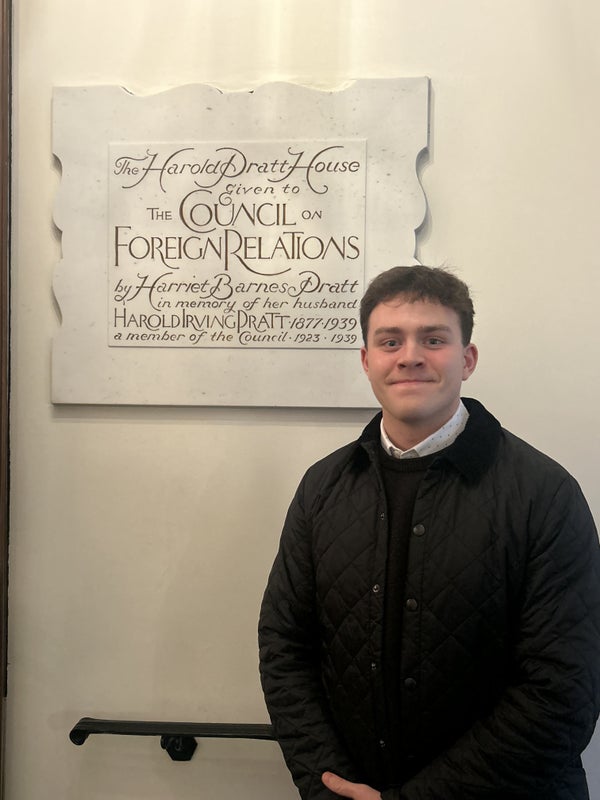 The Harold Pratt House
Given to
THE COUNCIL ON
FOREIGN RELATIONS
by Harriet Barnes Pratt
in memory of her husband
HAROLD IRVING PRATT · 1877 · 1939
a member of the Council · 1923 · 1939